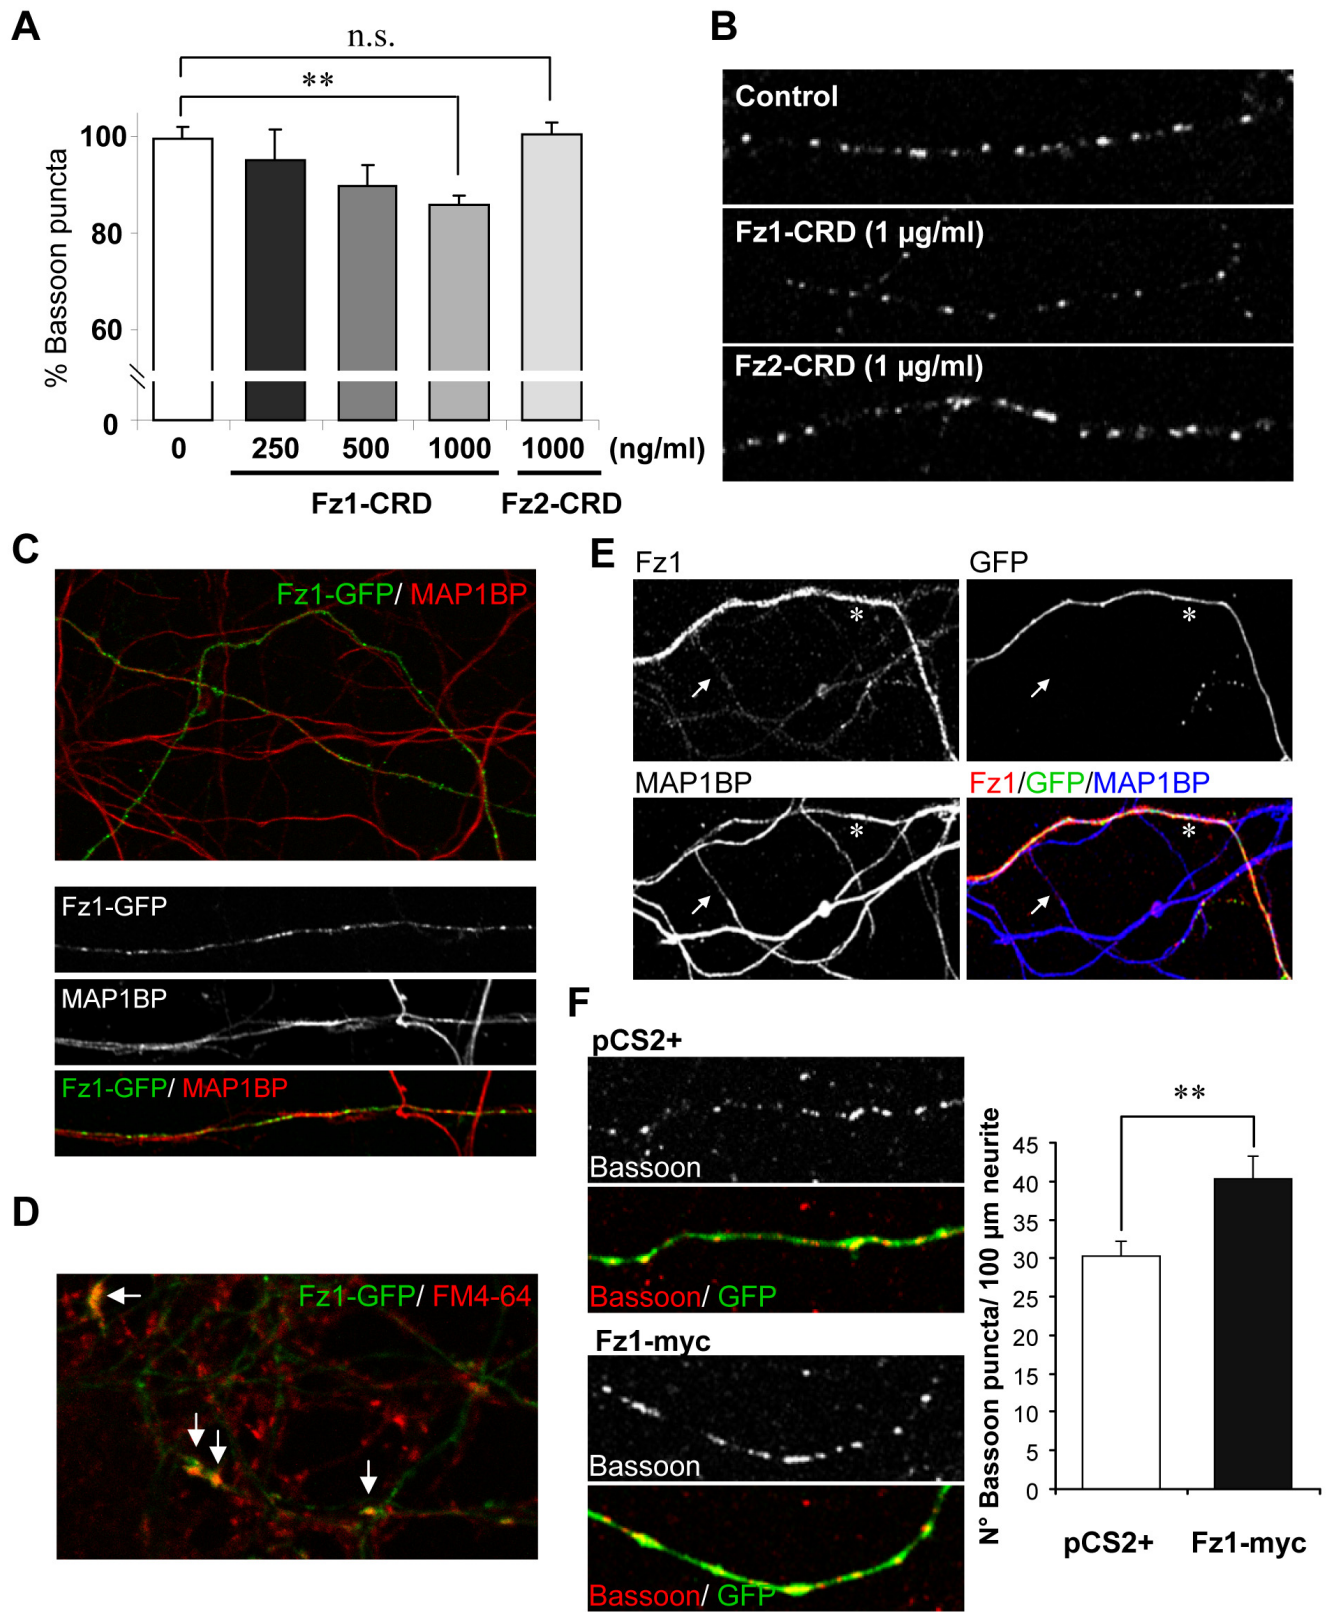 A
n.s.
**
% Bassoon puncta
100
80
60
0
0 250 500 1000 1000 (ng/ml)
Fz1-CRD Fz2-CRD
B
Control
Fz1-CRD (1 µg/ml)
Fz2-CRD (1 µg/ml)
C
Fz1-GFP/ MAP1BP
Fz1-GFP
MAP1BP
Fz1-GFP/ MAP1BP
D
Fz1-GFP/ FM4-64
E
Fz1 GFP
* *
MAP1BP Fz1/GFP/MAP1BP
* *
F
pCS2+
Bassoon
Bassoon/ GFP
Fz1-myc
Bassoon
Bassoon/ GFP
**
N° Bassoon puncta/ 100 µm neurite
45
40
35
30
25
20
15
10
5
0
pCS2+ Fz1-myc